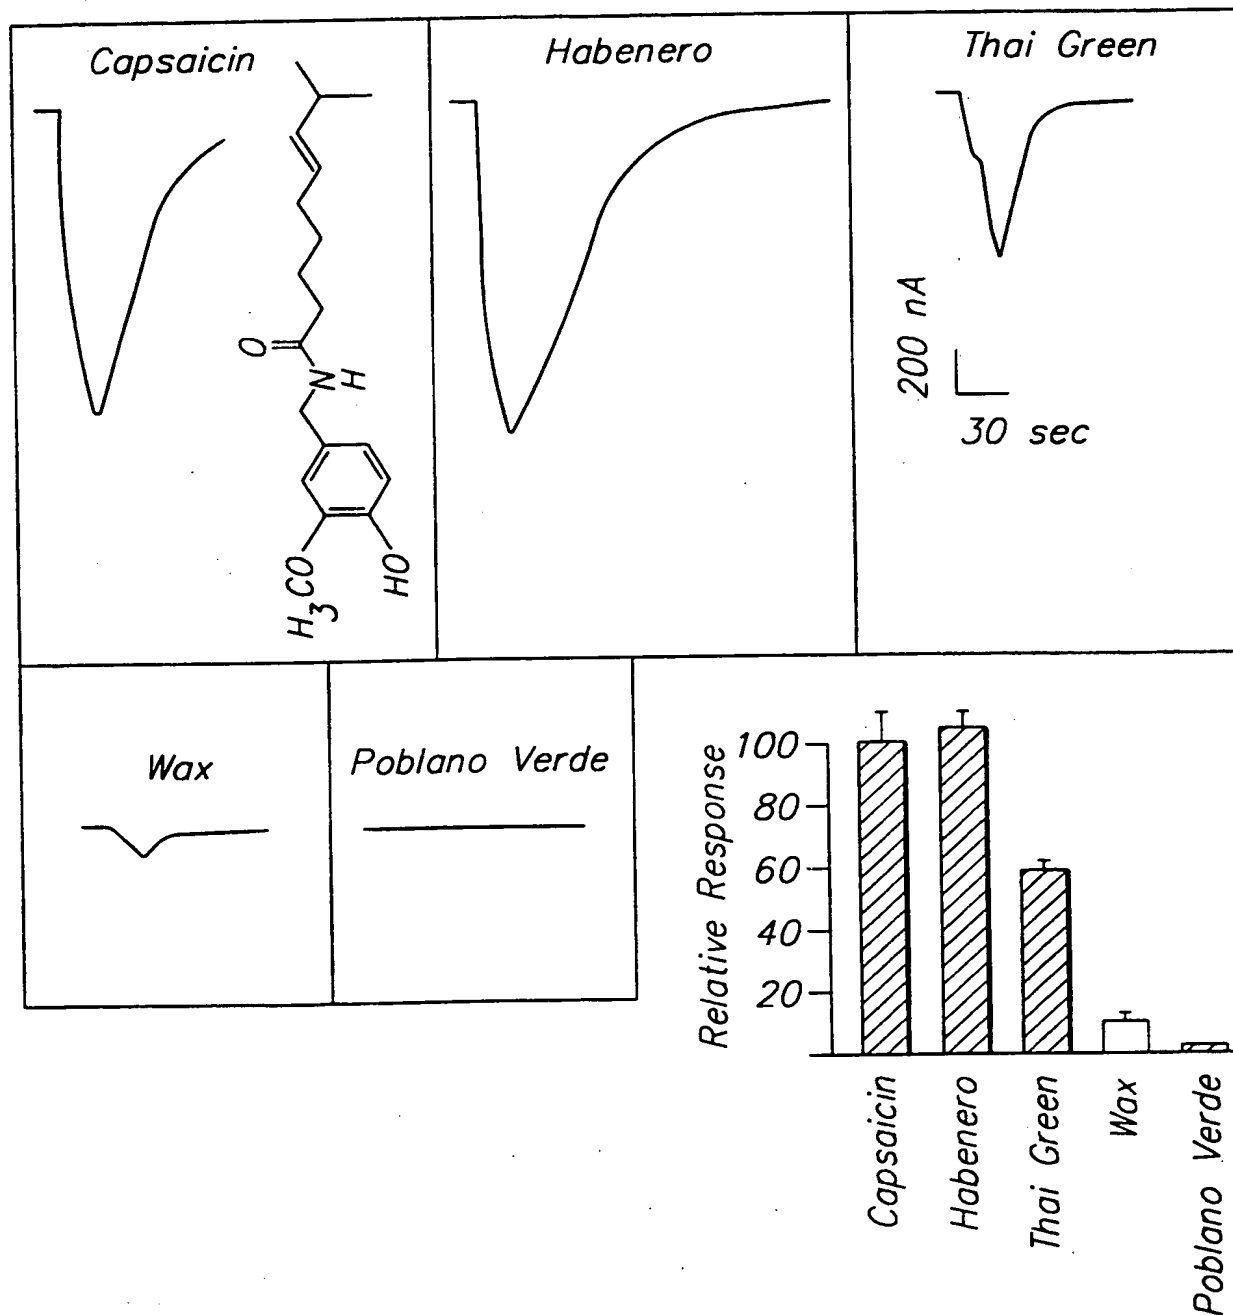 Capsaicin
Habenero
Thai Green
O
N
H
H₃CO
HO
200 nA
30 sec
Wax
Poblano Verde
Relative Response
100
80
60
40
20
Capsaicin
Habenero
Thai Green
Wax
Poblano Verde